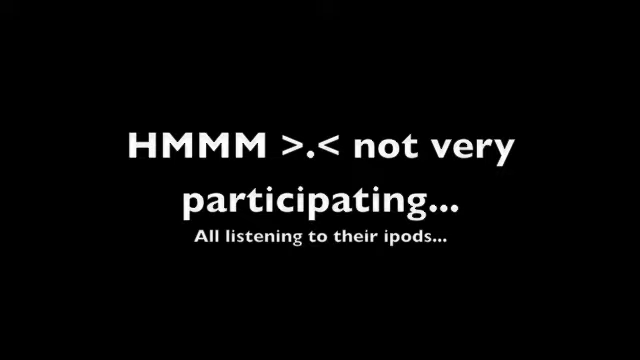 HMMM >.< not very
participating...
All listening to their ipods...